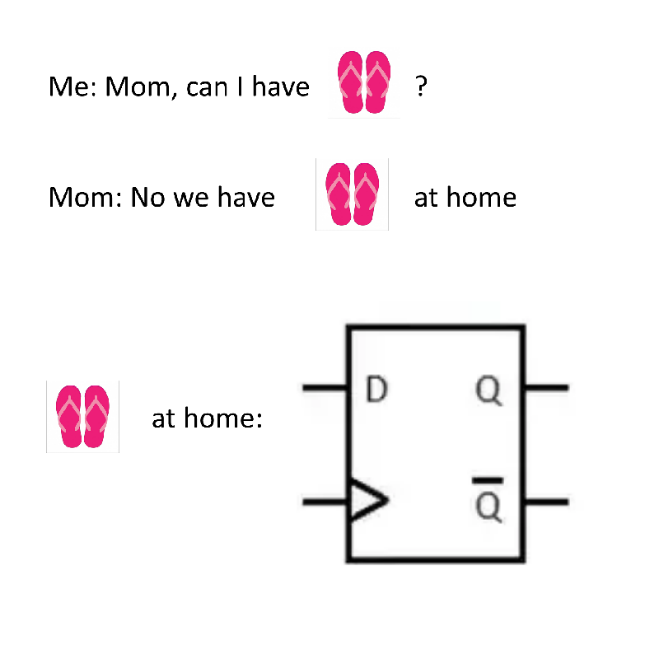 Me: Mom, can I have ?
Mom: No we have at home
at home:
D Q
Q̅